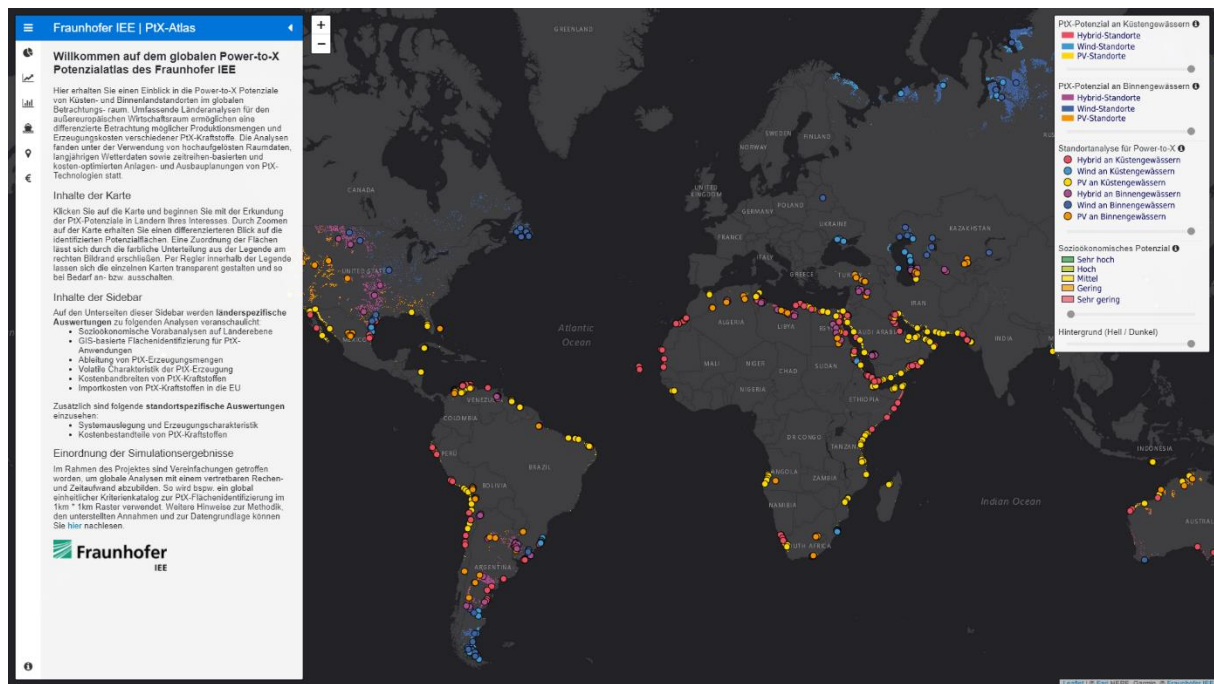 Fraunhofer IEE | PtX-Atlas
Willkommen auf dem globalen Power-to-X
Potenzialatlas des Fraunhofer IEE
Hier erhalten Sie einen Einblick in die Power-to-X Potenziale
von Küsten- und Binnenlandstandorten im globalen
Betrachtungs- raum. Umfassende Länderanalysen für den
außereuropäischen Wirtschaftsraum ermöglichen eine
differenzierte Betrachtung möglicher Produktionsmengen und
Erzeugungskosten verschiedener PtX-Kraftstoffe. Die Analysen
fanden unter der Verwendung von hochaufgelösten Raumdaten,
langjährigen Wetterdaten sowie zeitreihen-basierten und
kosten-optimierten Anlagen- und Ausbauplanungen von PtX-
Technologien statt.
Inhalte der Karte
Klicken Sie auf die Karte und beginnen Sie mit der Erkundung
der PtX-Potenziale in Ländern Ihres Interesses. Durch Zoomen
auf der Karte erhalten Sie einen differenzierteren Blick auf die
identifizierten Potenzialflächen. Eine Zuordnung der Flächen
lässt sich durch die farbliche Unterteilung aus der Legende am
rechten Bildrand erschließen. Per Regler innerhalb der Legende
lassen sich die einzelnen Karten transparent gestalten und so
bei Bedarf an- bzw. ausschalten.
Inhalte der Sidebar
Auf den Unterseiten dieser Sidebar werden länderspezifische
Auswertungen zu folgenden Analysen veranschaulicht:
• Sozioökonomische Vorabanalysen auf Länderebene
• GIS-basierte Flächenidentifizierung für PtX-
Anwendungen
• Ableitung von PtX-Erzeugungsmengen
• Volatile Charakteristik der PtX-Erzeugung
• Kostenbandbreiten von PtX-Kraftstoffen
• Importkosten von PtX-Kraftstoffen in die EU
Zusätzlich sind folgende standortspezifische Auswertungen
einzusehen:
• Systemauslegung und Erzeugungscharakteristik
• Kostenbestandteile von PtX-Kraftstoffen
Einordnung der Simulationsergebnisse
Im Rahmen des Projektes sind Vereinfachungen getroffen
worden, um globale Analysen mit einem vertretbaren Rechen-
und Zeitaufwand abzubilden. So wird bspw. ein global
einheitlicher Kriterienkatalog zur PtX-Flächenidentifizierung im
1km * 1km Raster verwendet. Weitere Hinweise zur Methodik,
den unterstellten Annahmen und zur Datengrundlage können
Sie hier nachlesen.
Fraunhofer
IEE
€
+
−
GREENLAND
CANADA
UNITED STATES
MEXICO
Atlantic
Ocean
VENEZUELA
COLOMBIA
PERU
BRAZIL
BOLIVIA
ARGENTINA
SWEDEN
FINLAND
NORWAY
UNITED
KINGDOM
GERMANY
POLAND
UKRAINE
FRANCE
ITALY
GREECE
KAZAKHSTAN
IRAN
ALGERIA
LIBYA
SAUDI ARABIA
INDIA
MALI
NIGER
CHAD
SUDAN
NIGERIA
ETHIOPIA
DR CONGO
TANZANIA
ANGOLA
ZAMBIA
NAMIBIA
SOUTH AFRICA
Indian Ocean
INDONESIA
AUSTRAL
PtX-Potenzial an Küstengewässern
Hybrid-Standorte
Wind-Standorte
PV-Standorte
PtX-Potenzial an Binnengewässern
Hybrid-Standorte
Wind-Standorte
PV-Standorte
Standortanalyse für Power-to-X
Hybrid an Küstengewässern
Wind an Küstengewässern
PV an Küstengewässern
Hybrid an Binnengewässern
Wind an Binnengewässern
PV an Binnengewässern
Sozioökonomisches Potenzial
Sehr hoch
Hoch
Mittel
Gering
Sehr gering
Hintergrund (Hell / Dunkel)